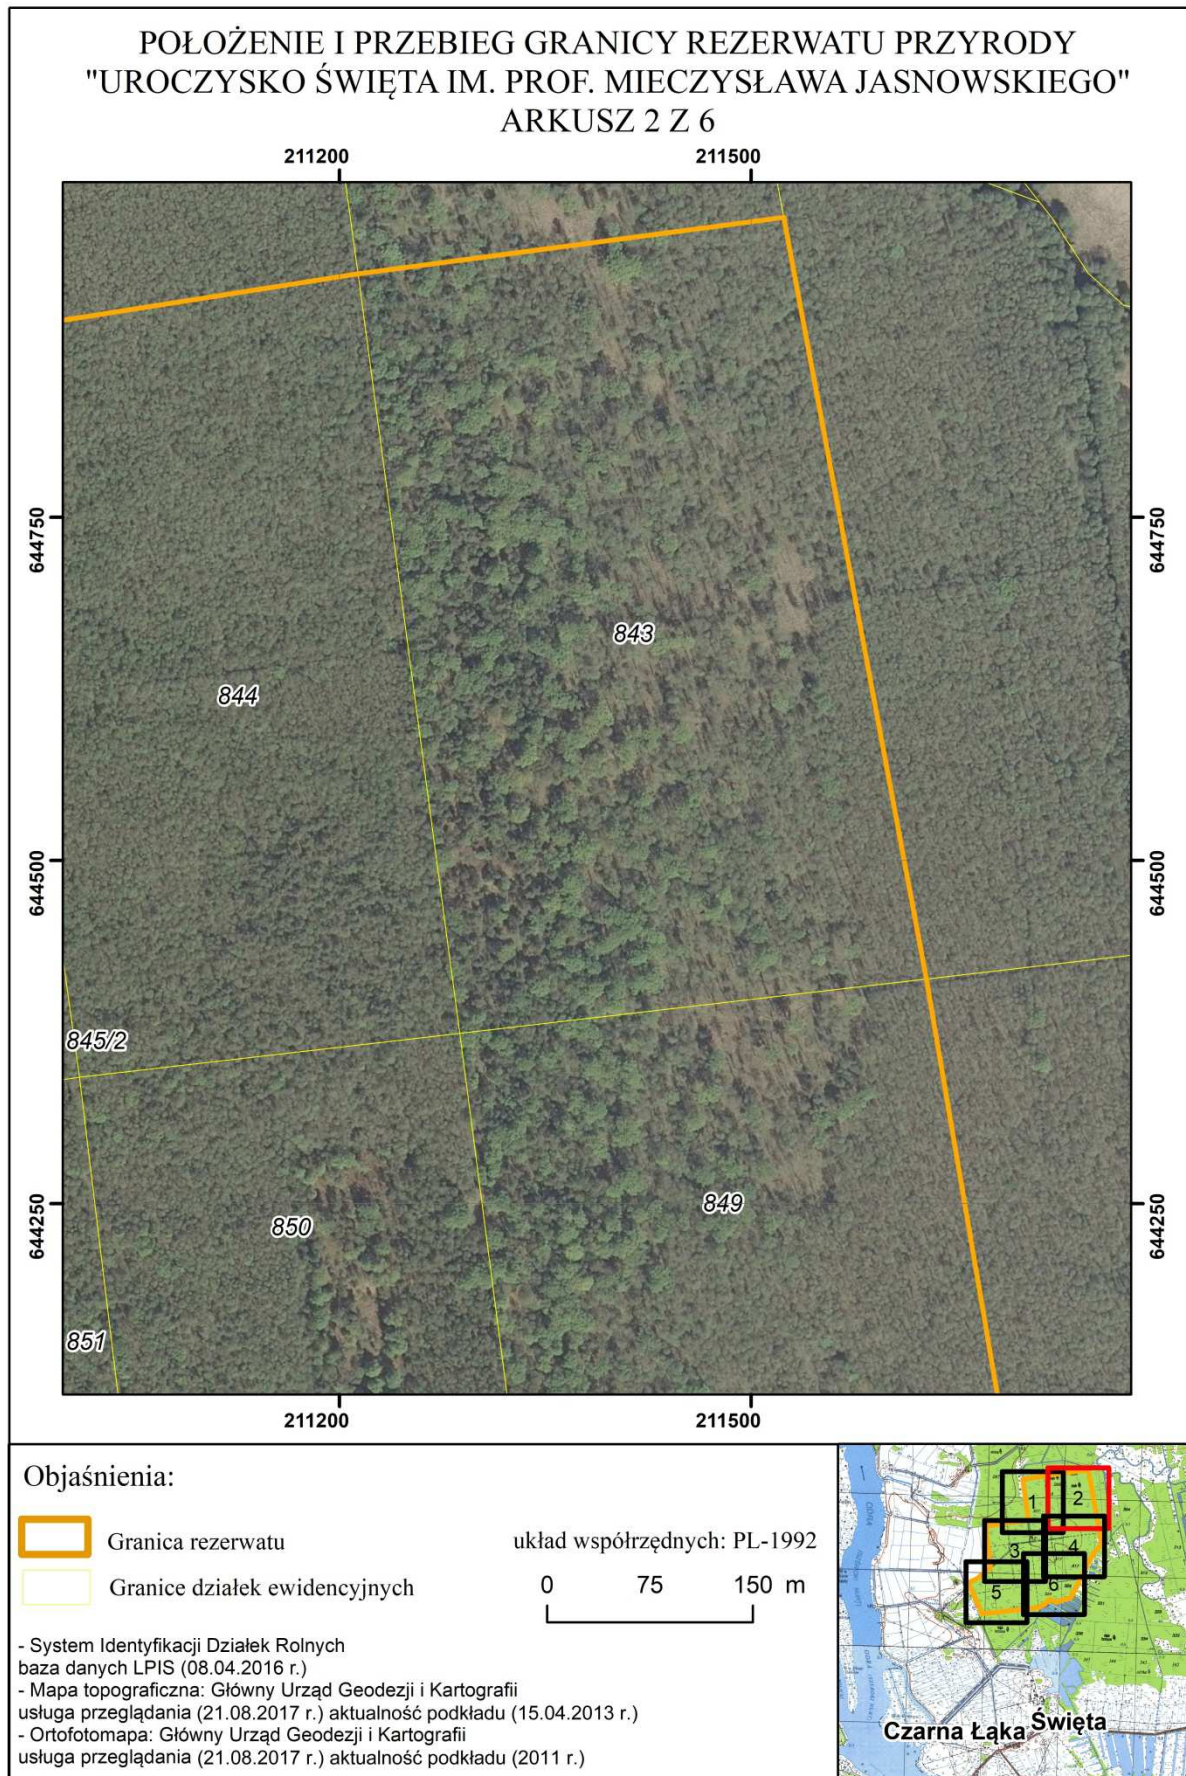 POŁOŻENIE I PRZEBIEG GRANICY REZERWATU PRZYRODY
"UROCZYSKO ŚWIĘTA IM. PROF. MIECZYSŁAWA JASNOWSKIEGO"
ARKUSZ 2 Z 6
211200 211500
644750 644750
843
844
644500 644500
845/2
849
644250 644250
850
851
211200 211500
Objaśnienia:
Granica rezerwatu
układ współrzędnych: PL-1992
Granice działek ewidencyjnych
0 75 150 m
- System Identyfikacji Działek Rolnych
baza danych LPIS (08.04.2016 r.)
- Mapa topograficzna: Główny Urząd Geodezji i Kartografii
usługa przeglądania (21.08.2017 r.) aktualność podkładu (15.04.2013 r.)
- Ortofotomapa: Główny Urząd Geodezji i Kartografii
usługa przeglądania (21.08.2017 r.) aktualność podkładu (2011 r.)
1 2
3 4
5 6
Czarna Łąka Święta